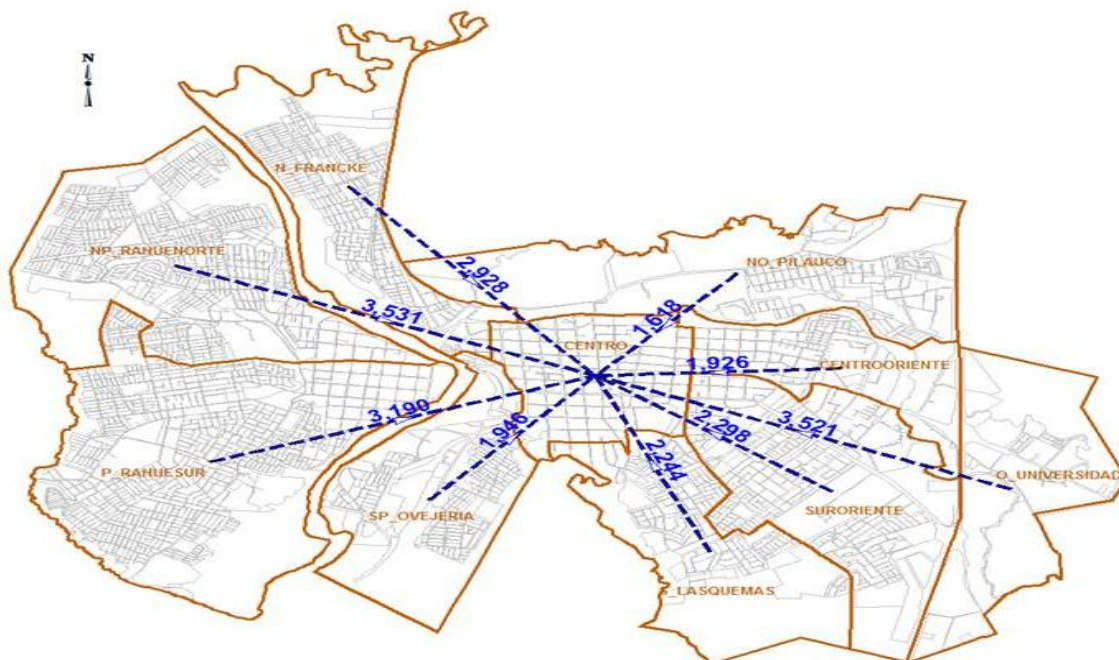 N
N_FRANCKE
NP_RAHUENORTE
NO_PILAUCO
2,928
3,531
1,618
CENTRO
1,926
CENTROORIENTE
3,190
1,946
2,298
3,521
2,244
P_RAHUESUR
O_UNIVERSIDAD
SP_OVEJERIA
SURORIENTE
S_LASQUEMAS